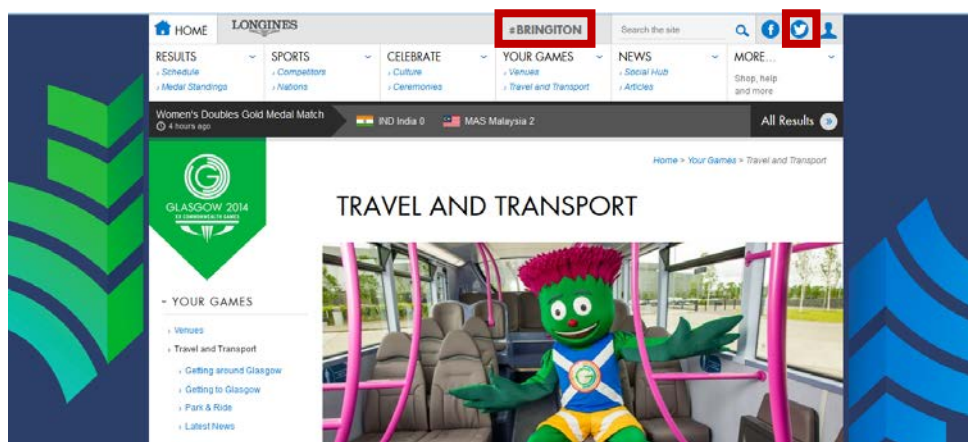 HOME
LONGINES
#BRINGITON
Search the site
RESULTS
Schedule
Medal Standings
SPORTS
Competitors
Nations
CELEBRATE
Culture
Ceremonies
YOUR GAMES
Venues
Travel and Transport
NEWS
Social Hub
Articles
MORE...
Shop, help
and more
Women's Doubles Gold Medal Match
4 hours ago
IND India 0
MAS Malaysia 2
All Results
Home > Your Games > Travel and Transport
GLASGOW 2014
XX COMMONWEALTH GAMES
TRAVEL AND TRANSPORT
YOUR GAMES
Venues
Travel and Transport
Getting around Glasgow
Getting to Glasgow
Park & Ride
Latest News